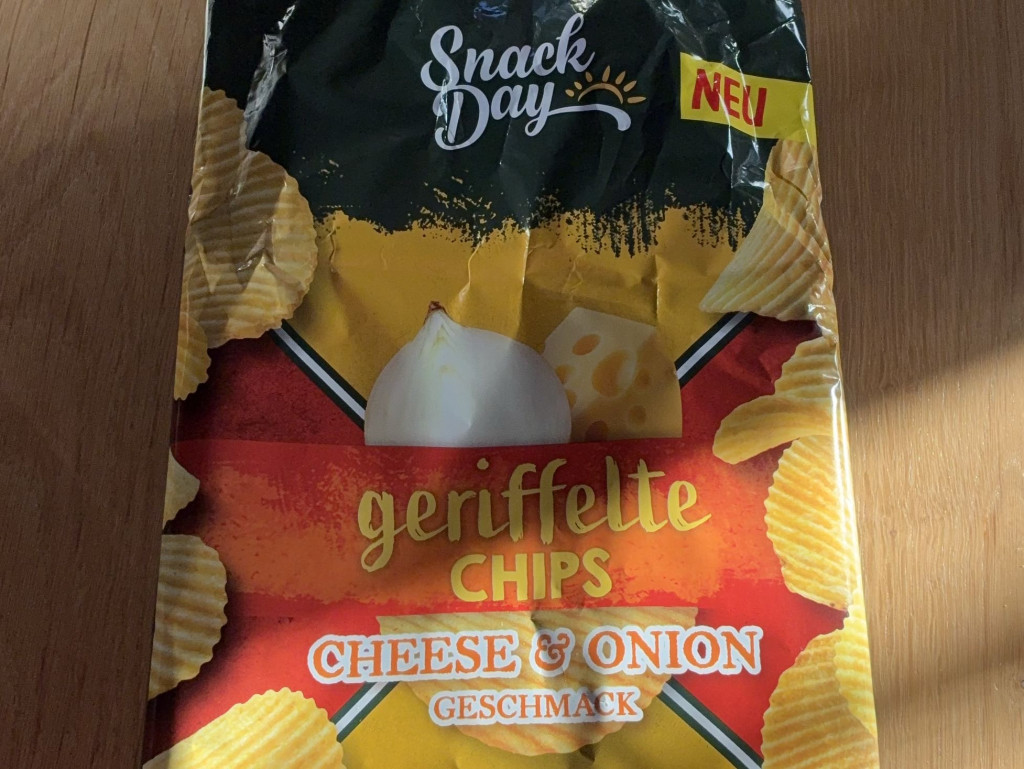 Snack
Day
NEU
geriffelte
CHIPS
CHEESE & ONION
GESCHMACK